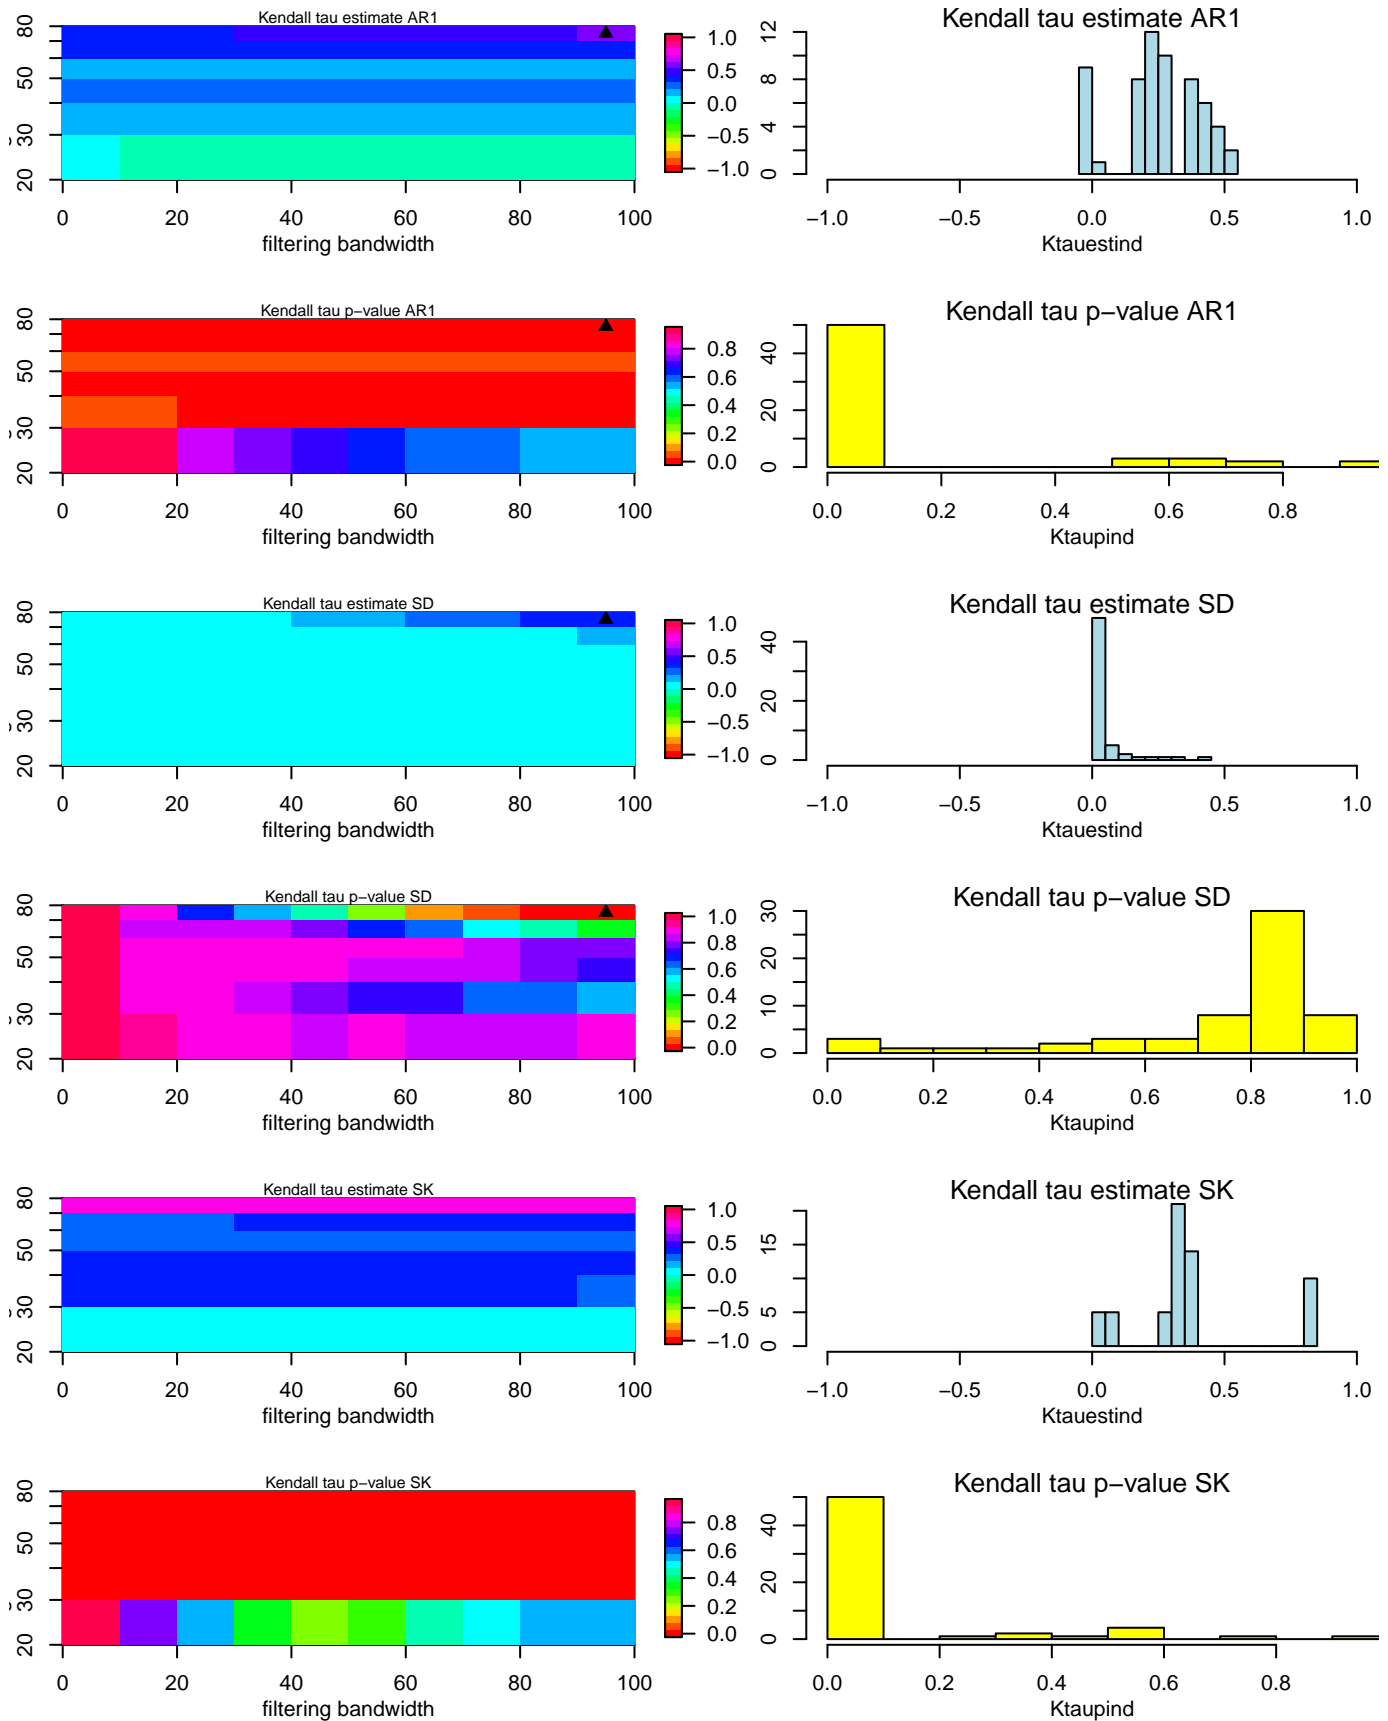 Kendall tau estimate AR1
80
50
30
20
0 20 40 60 80 100
filtering bandwidth
1.0
0.5
0.0
−0.5
−1.0
Kendall tau estimate AR1
12
8
4
0
−1.0 −0.5 0.0 0.5 1.0
Ktauestind
Kendall tau p−value AR1
80
50
30
20
0 20 40 60 80 100
filtering bandwidth
0.8
0.6
0.4
0.2
0.0
Kendall tau p−value AR1
40
20
0
0.0 0.2 0.4 0.6 0.8
Ktaupind
Kendall tau estimate SD
80
50
30
20
0 20 40 60 80 100
filtering bandwidth
1.0
0.5
0.0
−0.5
−1.0
Kendall tau estimate SD
40
20
0
−1.0 −0.5 0.0 0.5 1.0
Ktauestind
Kendall tau p−value SD
80
50
30
20
0 20 40 60 80 100
filtering bandwidth
1.0
0.8
0.6
0.4
0.2
0.0
Kendall tau p−value SD
30
20
10
0
0.0 0.2 0.4 0.6 0.8 1.0
Ktaupind
Kendall tau estimate SK
80
50
30
20
0 20 40 60 80 100
filtering bandwidth
1.0
0.5
0.0
−0.5
−1.0
Kendall tau estimate SK
15
5
0
−1.0 −0.5 0.0 0.5 1.0
Ktauestind
Kendall tau p−value SK
80
50
30
20
0 20 40 60 80 100
filtering bandwidth
0.8
0.6
0.4
0.2
0.0
Kendall tau p−value SK
40
20
0
0.0 0.2 0.4 0.6 0.8
Ktaupind